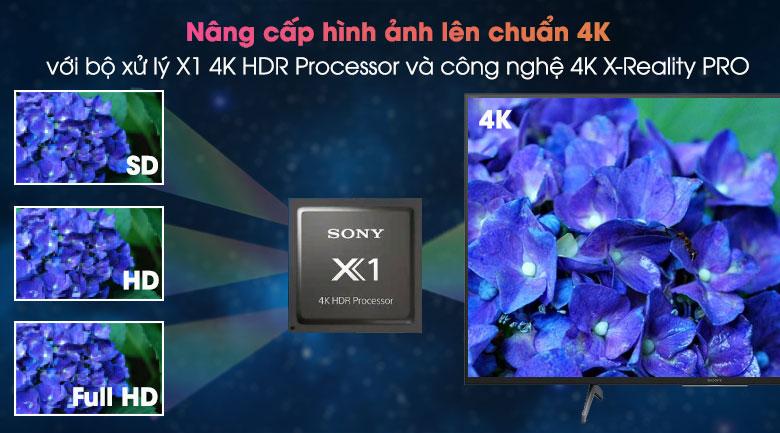 Nâng cấp hình ảnh lên chuẩn 4K
với bộ xử lý X1 4K HDR Processor và công nghệ 4K X-Reality PRO
SD
4K
HD
SONY
X1
4K HDR Processor
Full HD
SONY